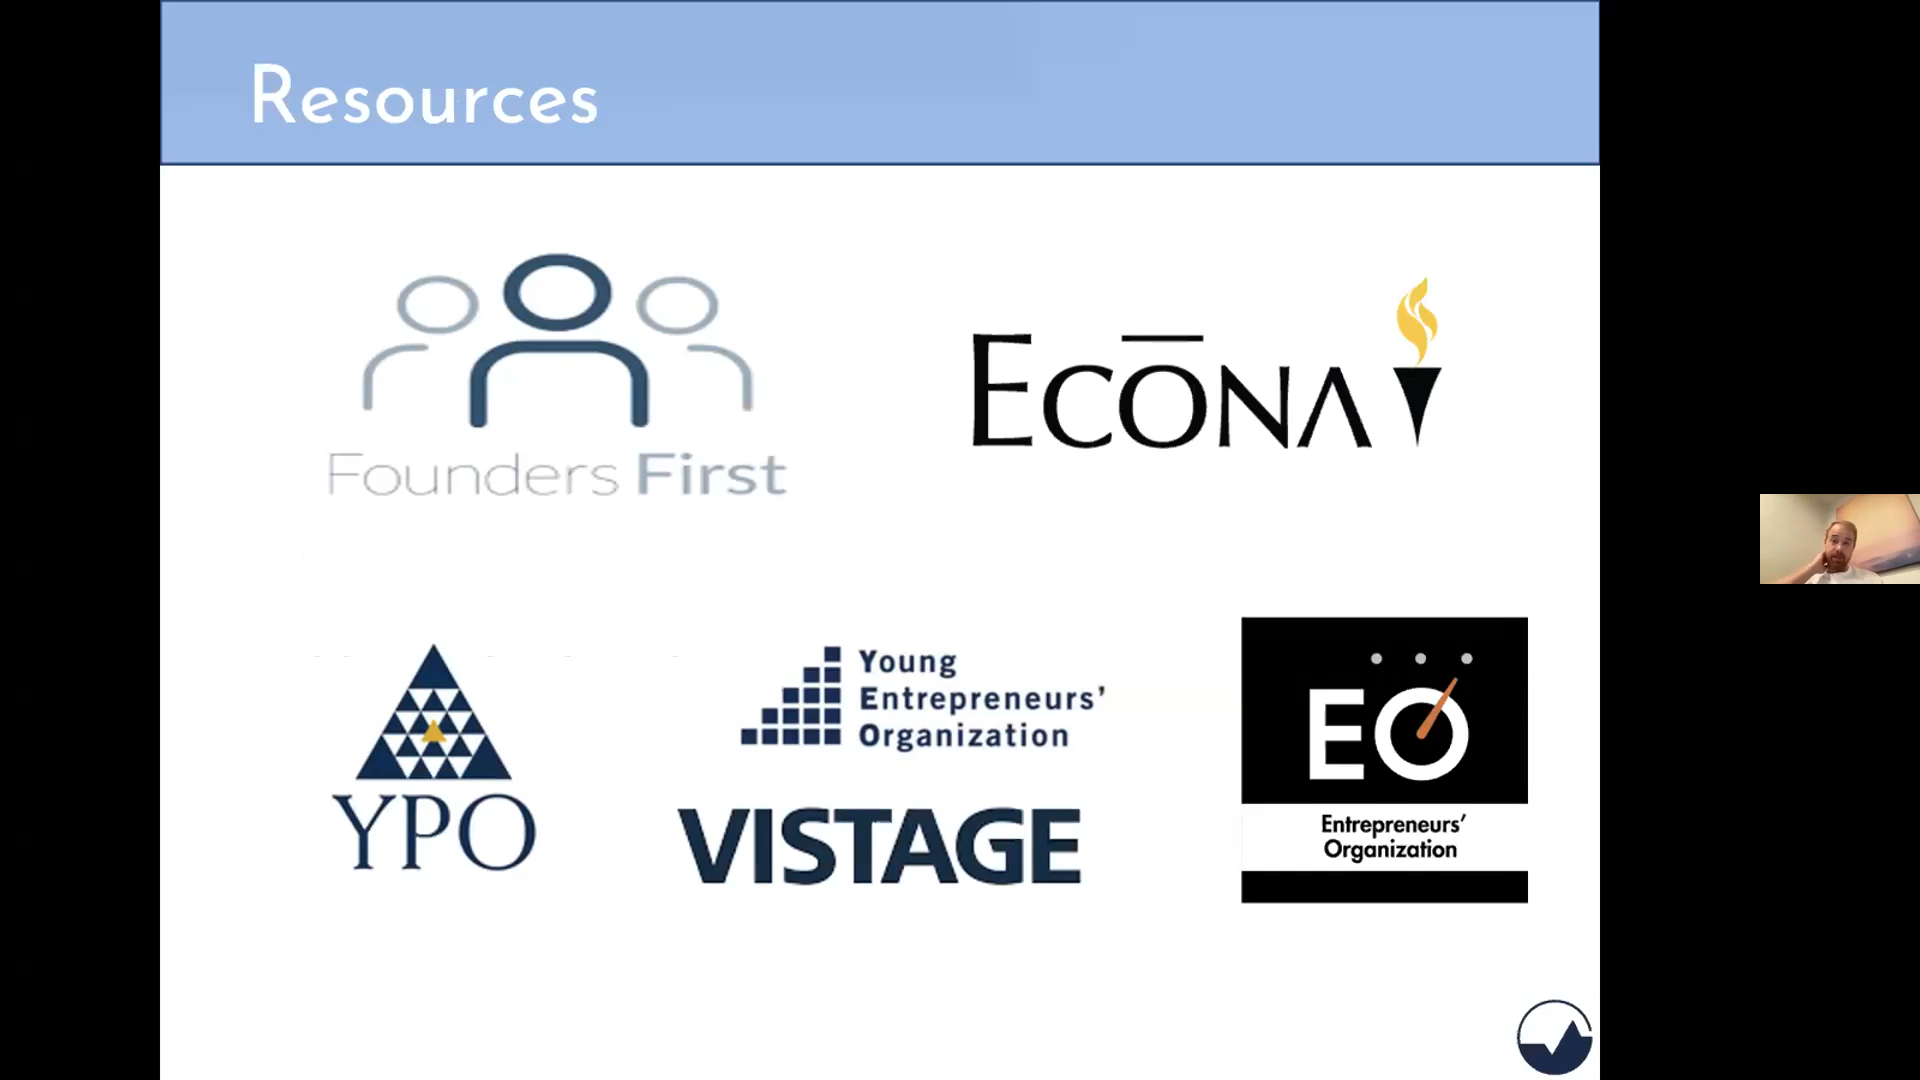 Resources
Founders First
ECŌNA
YPO
Young
Entrepreneurs’
Organization
VISTAGE
EO
Entrepreneurs’
Organization